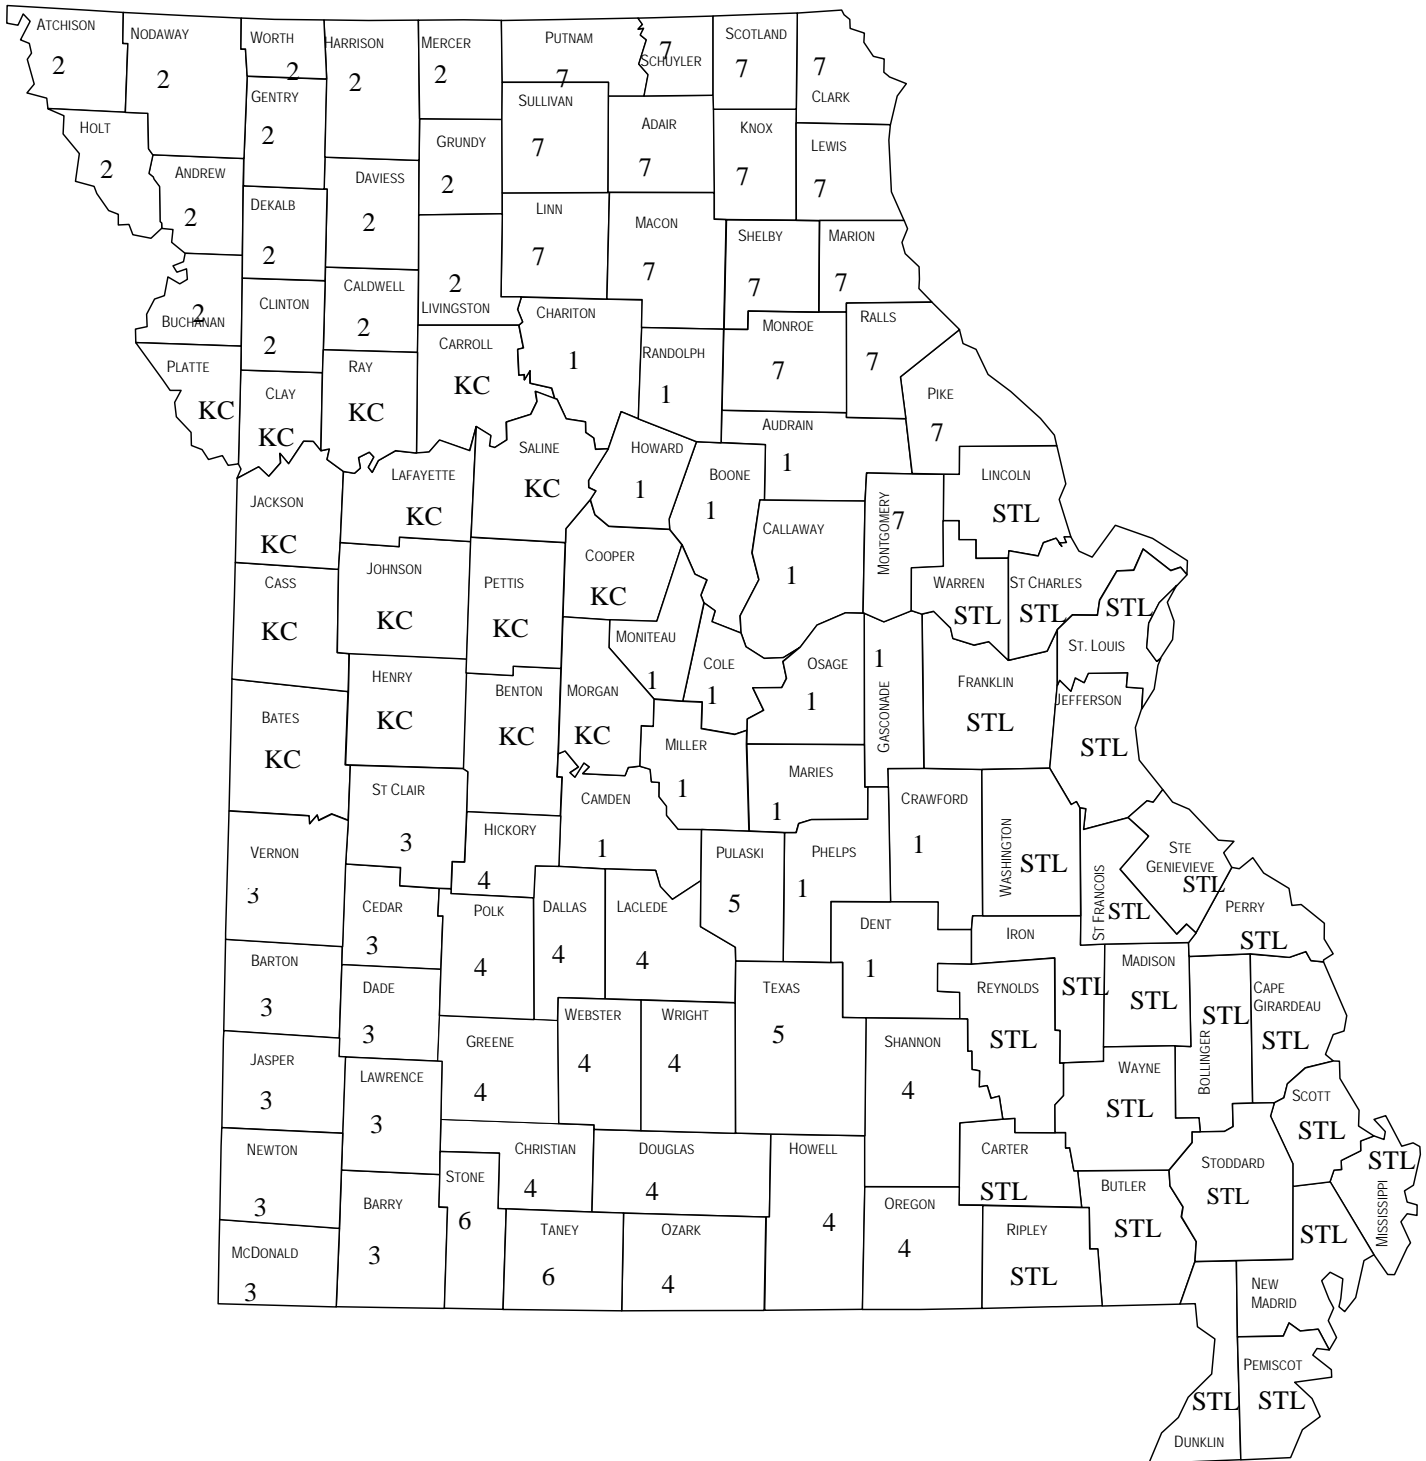 ATCHISON
2
NODAWAY
2
WORTH
2
HARRISON
2
MERCER
2
PUTNAM
7
SCHUYLER
7
SCOTLAND
7
CLARK
7
HOLT
2
ANDREW
2
GENTRY
2
DEKALB
2
DAVIESS
2
GRUNDY
2
SULLIVAN
7
ADAIR
7
KNOX
7
LEWIS
7
LINN
7
MACON
7
SHELBY
7
MARION
7
BUCHANAN
2
CLINTON
2
CALDWELL
2
LIVINGSTON
2
CHARITON
1
RANDOLPH
1
MONROE
7
RALLS
7
PIKE
7
PLATTE
KC
CLAY
KC
RAY
KC
CARROLL
KC
SALINE
KC
HOWARD
1
BOONE
1
AUDRAIN
1
LINCOLN
STL
JACKSON
KC
LAFAYETTE
KC
COOPER
KC
CALLAWAY
1
MONTGOMERY
7
WARREN
STL
ST CHARLES
STL
ST. LOUIS
STL
CASS
KC
JOHNSON
KC
PETTIS
KC
MONITEAU
1
COLE
1
OSAGE
1
GASCONADE
1
FRANKLIN
STL
JEFFERSON
STL
BATES
KC
HENRY
KC
BENTON
KC
MORGAN
KC
MILLER
1
MARIES
1
CRAWFORD
1
WASHINGTON
STL
ST FRANCOIS
STL
STE
GENIEVIEVE
STL
PERRY
STL
VERNON
3
ST CLAIR
3
HICKORY
4
CAMDEN
1
PULASKI
5
PHELPS
1
DENT
1
IRON
STL
MADISON
STL
BOLLINGER
STL
CAPE
GIRARDEAU
STL
BARTON
3
CEDAR
3
POLK
4
DALLAS
4
LACLEDE
4
TEXAS
5
REYNOLDS
STL
DADE
3
GREENE
4
WEBSTER
4
WRIGHT
4
SHANNON
4
WAYNE
STL
SCOTT
STL
MISSISSIPPI
STL
JASPER
3
LAWRENCE
3
CHRISTIAN
4
DOUGLAS
4
HOWELL
4
CARTER
STL
BUTLER
STL
STODDARD
STL
NEWTON
3
BARRY
3
STONE
6
TANEY
6
OZARK
4
OREGON
4
RIPLEY
STL
NEW
MADRID
STL
MCDONALD
3
DUNKLIN
STL
PEMISCOT
STL